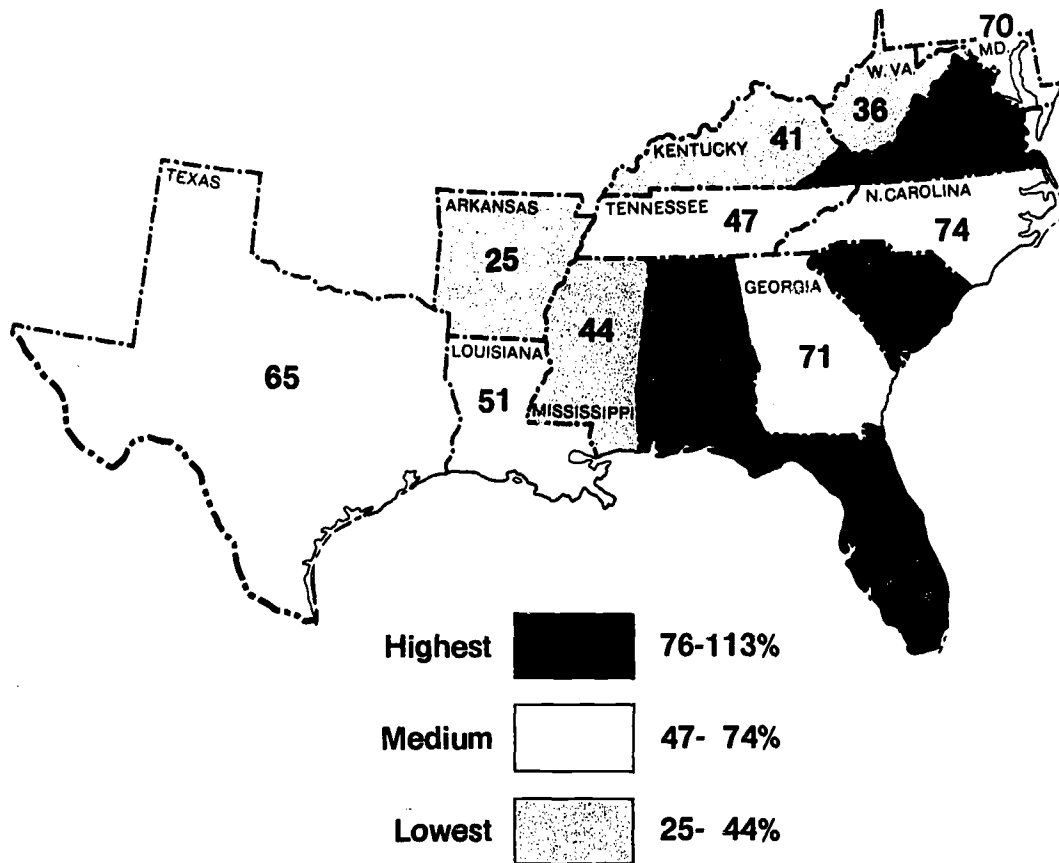 70
MD.
W. VA.
36
KENTUCKY
41
TEXAS
ARKANSAS
25
TENNESSEE
47
N. CAROLINA
74
GEORGIA
71
44
LOUISIANA
51
MISSISSIPPI
65
Highest 76-113%
Medium 47- 74%
Lowest 25- 44%